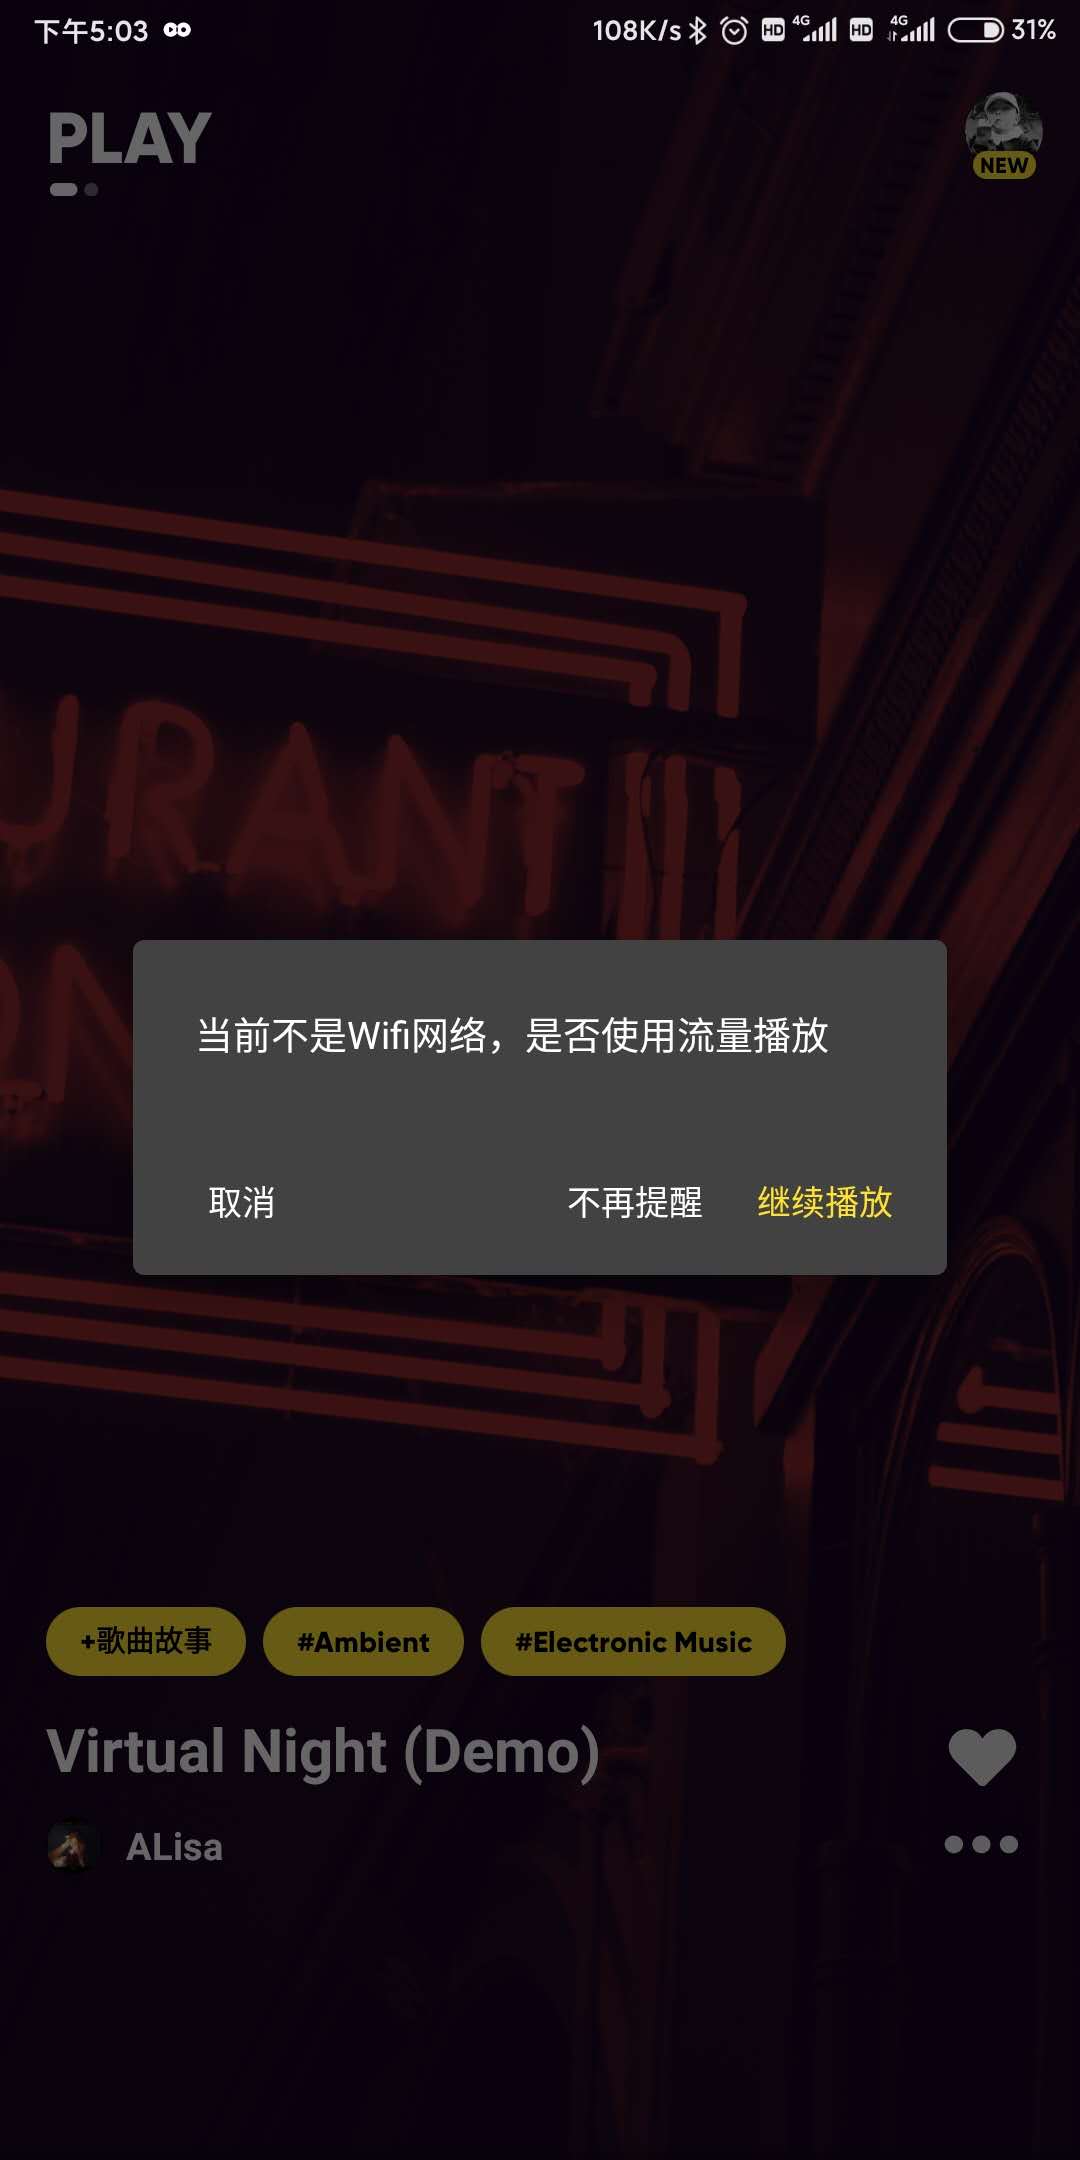 下午5:03 108K/s HD 4G HD 4G 31%
PLAY
NEW
URANT
ON
当前不是Wifi网络，是否使用流量播放
取消 不再提醒 继续播放
+歌曲故事 #Ambient #Electronic Music
Virtual Night (Demo)
ALisa